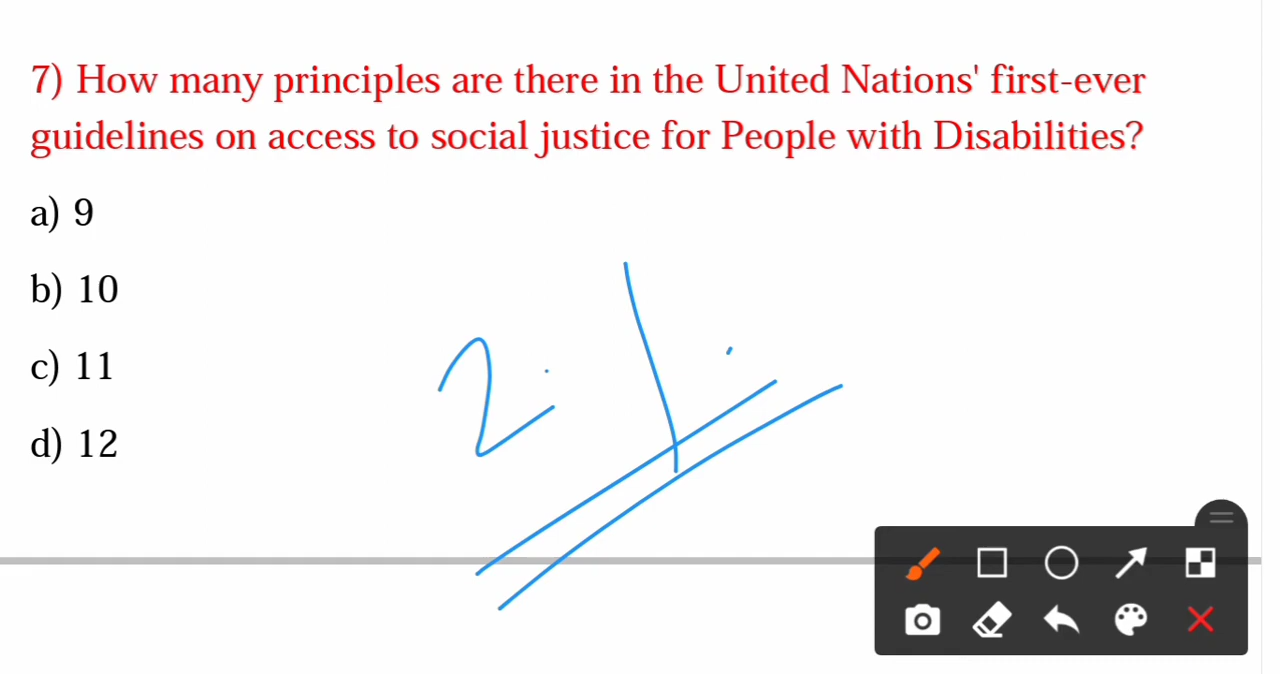 7) How many principles are there in the United Nations' first-ever
guidelines on access to social justice for People with Disabilities?
a) 9
b) 10
c) 11
d) 12
2.